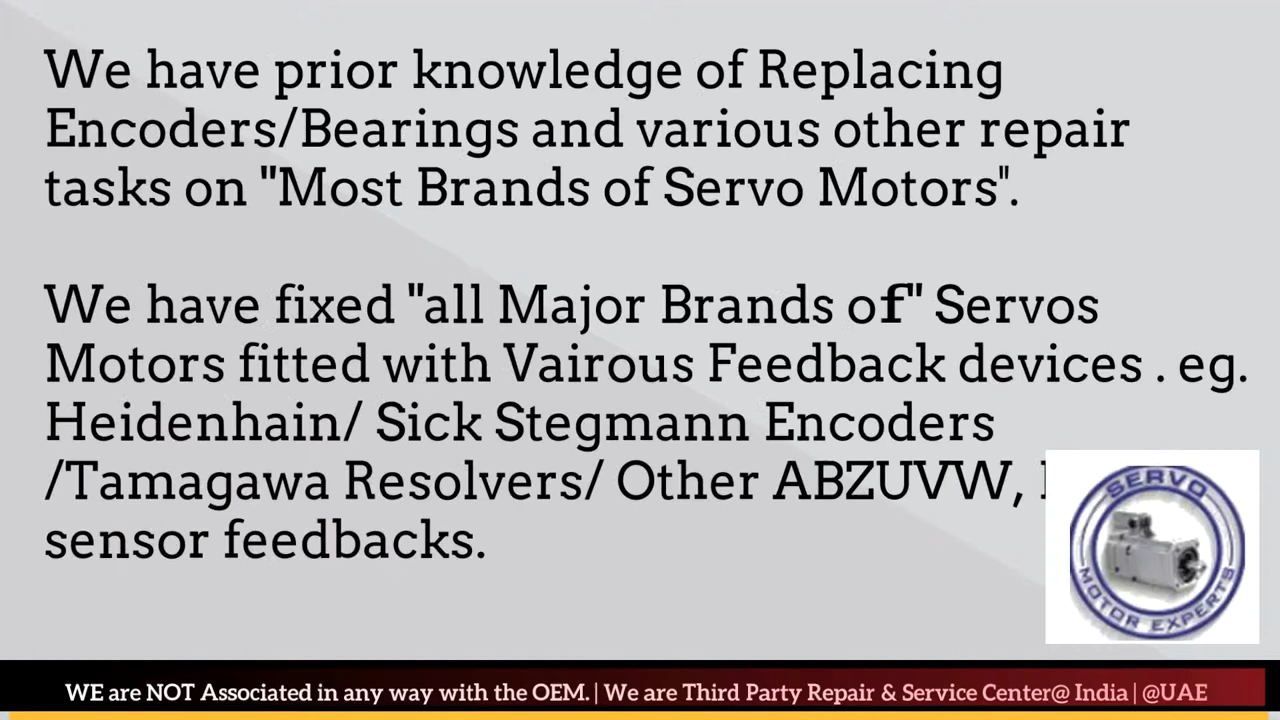 We have prior knowledge of Replacing
Encoders/Bearings and various other repair
tasks on "Most Brands of Servo Motors".
We have fixed "all Major Brands of" Servos
Motors fitted with Vairous Feedback devices . eg.
Heidenhain/ Sick Stegmann Encoders
/Tamagawa Resolvers/ Other ABZUVW,
sensor feedbacks.
SERVO
MOTOR EXPERTS
WE are NOT Associated in any way with the OEM. | We are Third Party Repair & Service Center@ India | @UAE